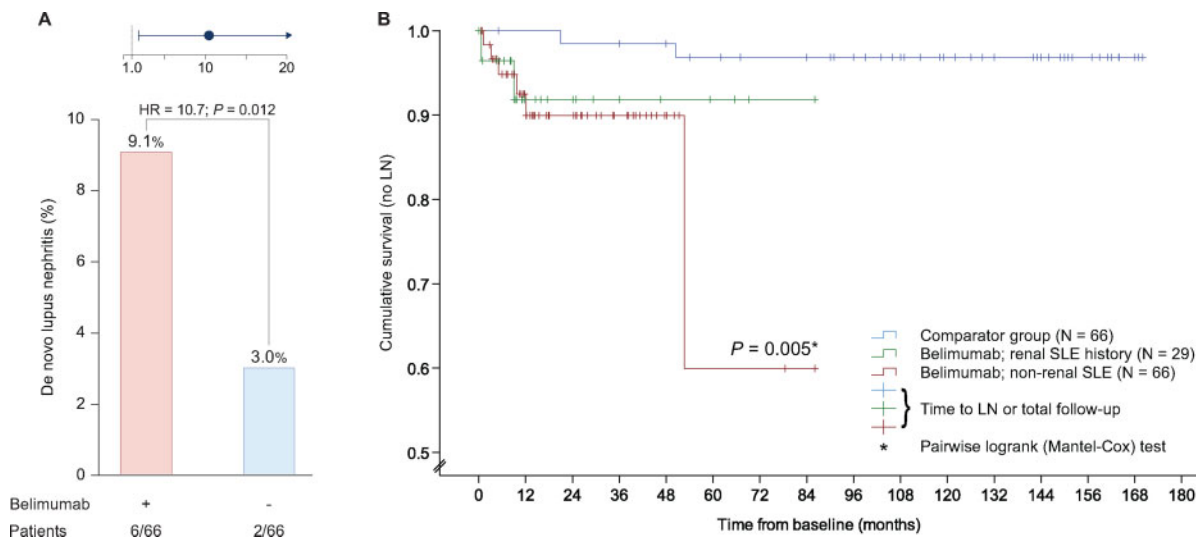 A
1.0 10 20
HR = 10.7; P = 0.012
10
8
6
4
2
0
De novo lupus nephritis (%)
9.1%
3.0%
Belimumab + -
Patients 6/66 2/66
B
1.0
0.9
0.8
0.7
0.6
0.5
Cumulative survival (no LN)
P = 0.005*
Comparator group (N = 66)
Belimumab; renal SLE history (N = 29)
Belimumab; non-renal SLE (N = 66)
} Time to LN or total follow-up
* Pairwise logrank (Mantel-Cox) test
0 12 24 36 48 60 72 84 96 108 120 132 144 156 168 180
Time from baseline (months)